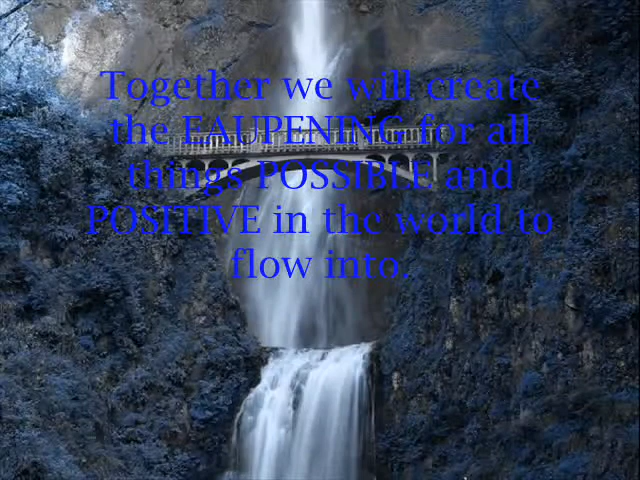 Together we will create
the EAUPENING for all
things POSSIBLE and
POSITIVE in the world to
flow into.